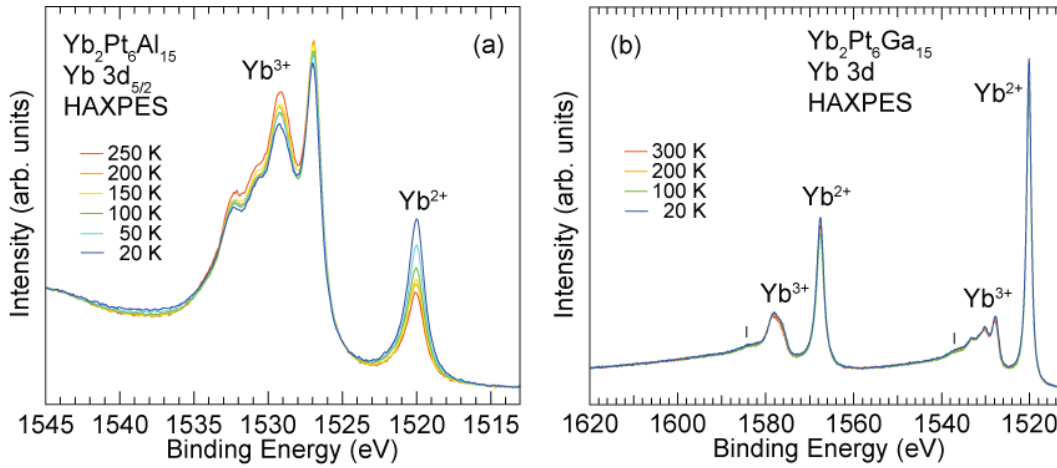 (a)
Yb₂Pt₆Al₁₅
Yb 3d₅/₂
HAXPES
250 K
200 K
150 K
100 K
50 K
20 K
Yb³⁺
Yb²⁺
Intensity (arb. units)
1545 1540 1535 1530 1525 1520 1515
Binding Energy (eV)
(b)
Yb₂Pt₆Ga₁₅
Yb 3d
HAXPES
300 K
200 K
100 K
20 K
Yb²⁺
Yb²⁺
Yb³⁺
Yb³⁺
I
I
Intensity (arb. units)
1620 1600 1580 1560 1540 1520
Binding Energy (eV)